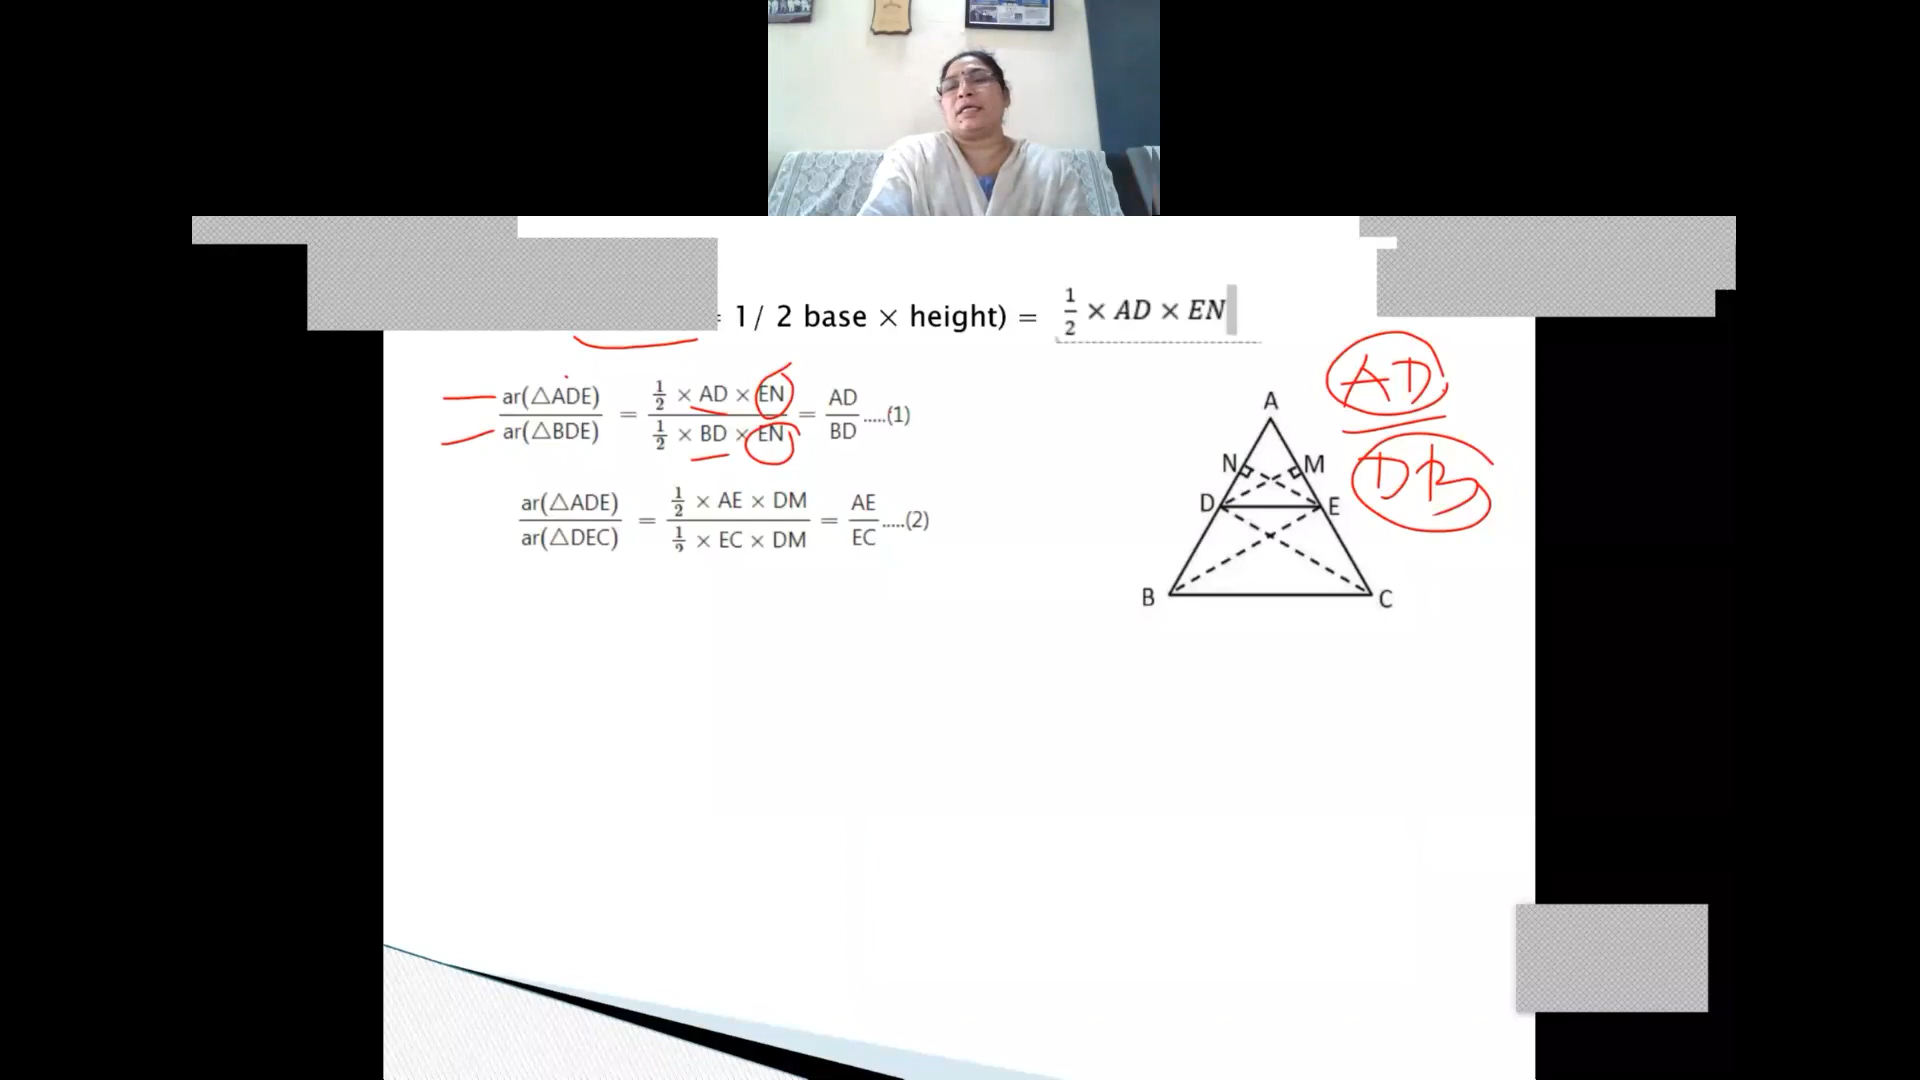 = 1/ 2 base × height) = 1/2 × AD × EN
ar(△ADE) / ar(△BDE) = 1/2 × AD × EN / 1/2 × BD × EN = AD / BD .....(1)
ar(△ADE) / ar(△DEC) = 1/2 × AE × DM / 1/2 × EC × DM = AE / EC .....(2)
AD
DB
A
N M
D E
B C